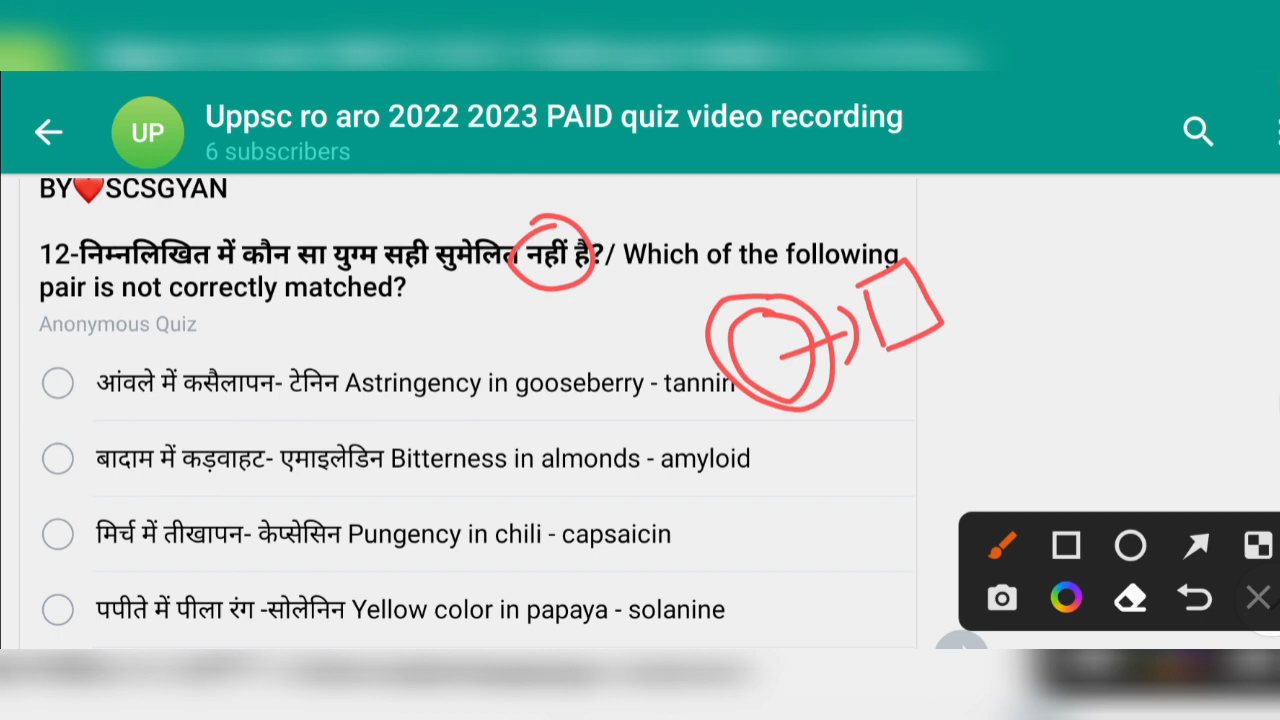 UP
Uppsc ro aro 2022 2023 PAID quiz video recording
6 subscribers
BY❤️SCSGYAN
12-निम्नलिखित में कौन सा युग्म सही सुमेलित नहीं है?/ Which of the following
pair is not correctly matched?
Anonymous Quiz
आंवले में कसैलापन- टेनिन Astringency in gooseberry - tannin
बादाम में कड़वाहट- एमाइलेडिन Bitterness in almonds - amyloid
मिर्च में तीखापन- केप्सेसिन Pungency in chili - capsaicin
पपीते में पीला रंग -सोलेनिन Yellow color in papaya - solanine